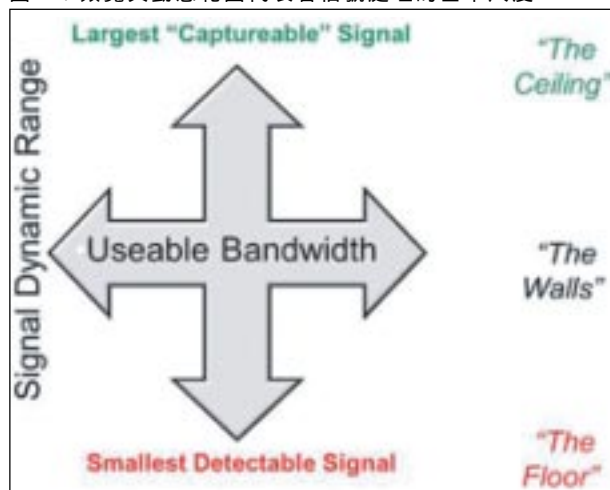 Largest “Captureable” Signal
“The
Ceiling”
Signal Dynamic Range
Useable Bandwidth
“The
Walls”
Smallest Detectable Signal
“The
Floor”